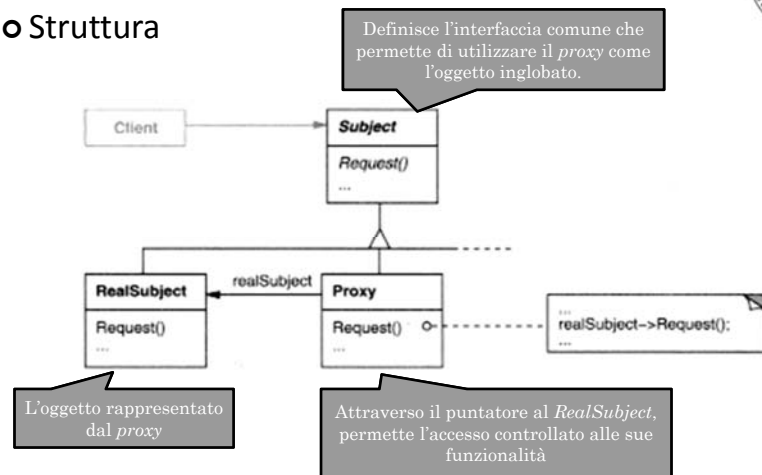 Struttura
Definisce l'interfaccia comune che
permette di utilizzare il proxy come
l'oggetto inglobato.
Client
Subject
Request()
...
RealSubject
Request()
...
realSubject
Proxy
Request()
...
...
realSubject->Request();
...
L'oggetto rappresentato
dal proxy
Attraverso il puntatore al RealSubject,
permette l'accesso controllato alle sue
funzionalità